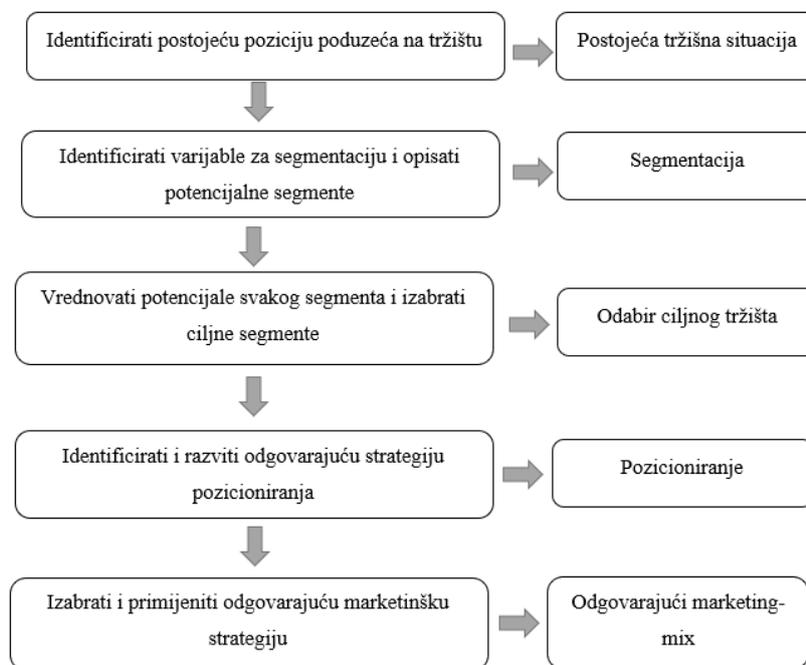 Identificirati postojeću poziciju poduzeća na tržištu
Postojeća tržišna situacija
Identificirati varijable za segmentaciju i opisati
potencijalne segmente
Segmentacija
Vrednovati potencijale svakog segmenta i izabrati
ciljne segmente
Odabir ciljnog tržišta
Identificirati i razviti odgovarajuću strategiju
pozicioniranja
Pozicioniranje
Izabrati i primijeniti odgovarajuću marketinšku
strategiju
Odgovarajući marketing-
mix